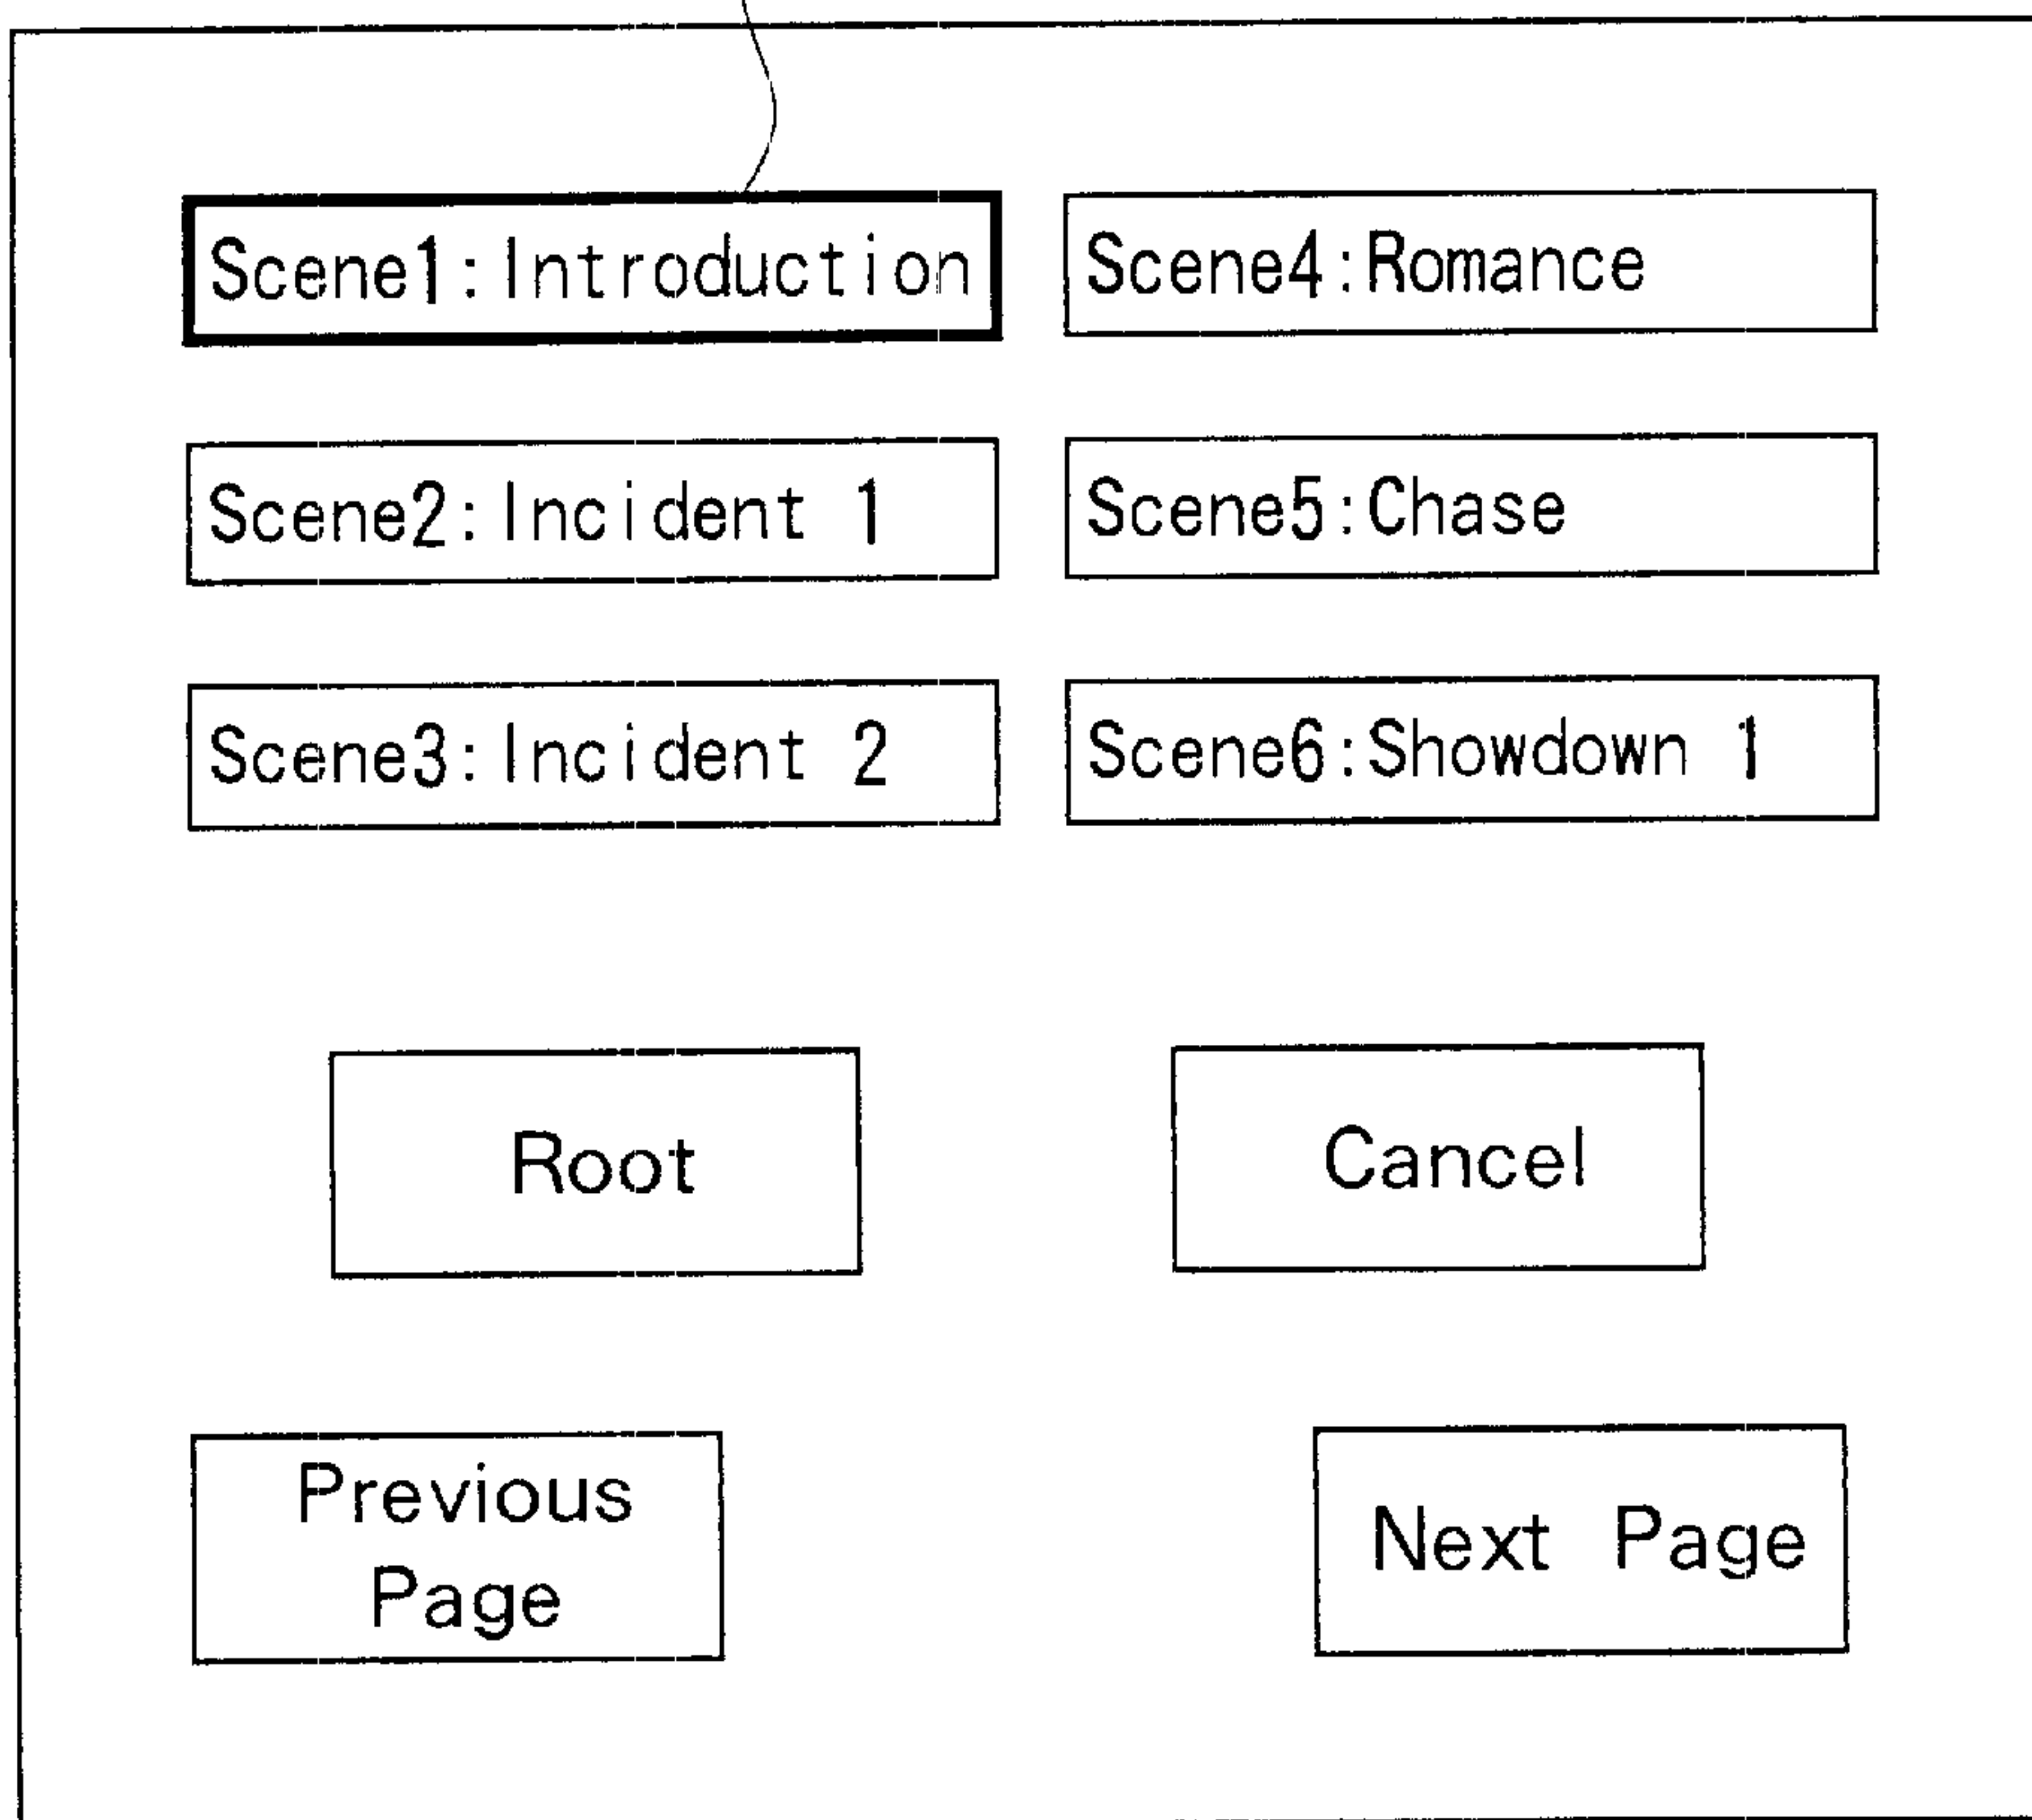 Scene1:Introduction
Scene4:Romance
Scene2:Incident 1
Scene5:Chase
Scene3:Incident 2
Scene6:Showdown 1
Root
Cancel
Previous
Page
Next Page